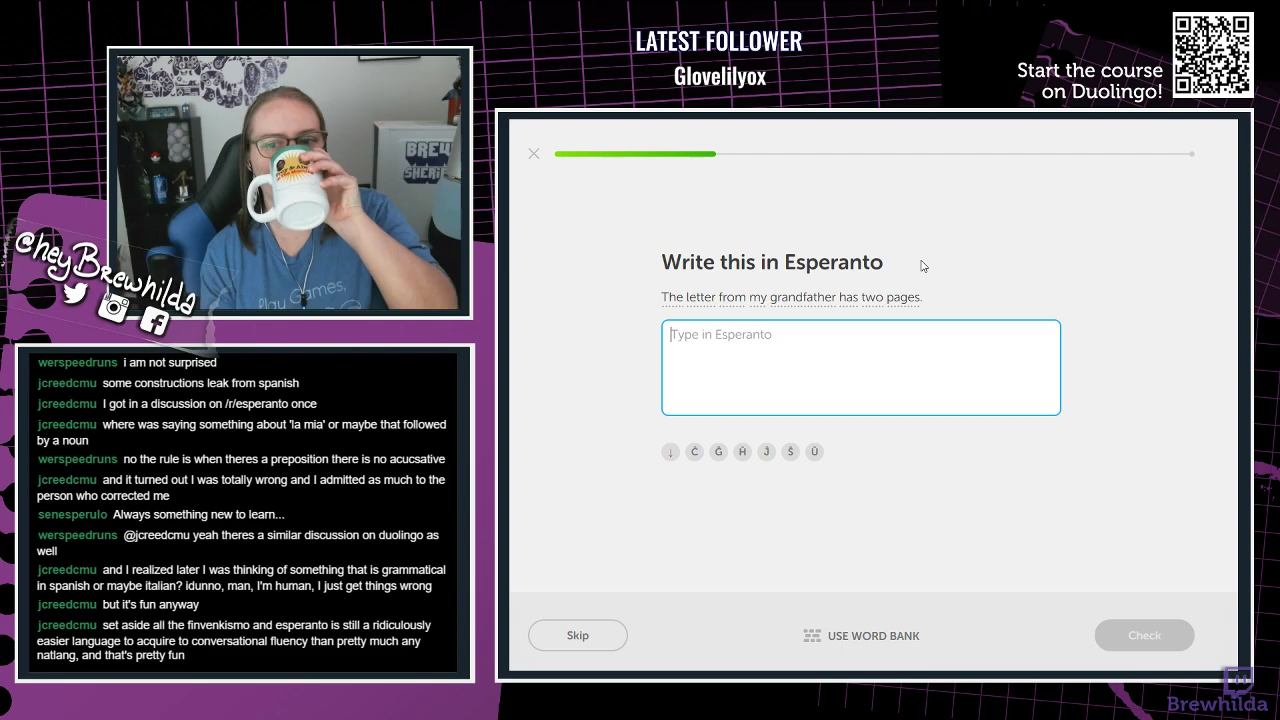 LATEST FOLLOWER
Glovelilyox
Start the course
on Duolingo!
BREW
SHERIF
Play Games,
@heyBrewhilda
werspeedruns i am not surprised
jcreedcmu some constructions leak from spanish
jcreedcmu I got in a discussion on /r/esperanto once
jcreedcmu where was saying something about 'la mia' or maybe that followed
by a noun
werspeedruns no the rule is when theres a preposition there is no acucsative
jcreedcmu and it turned out I was totally wrong and I admitted as much to the
person who corrected me
senesperulo Always something new to learn...
werspeedruns @jcreedcmu yeah theres a similar discussion on duolingo as
well
jcreedcmu and I realized later I was thinking of something that is grammatical
in spanish or maybe italian? idunno, man, I'm human, I just get things wrong
jcreedcmu but it's fun anyway
jcreedcmu set aside all the finvenkismo and esperanto is still a ridiculously
easier language to acquire to conversational fluency than pretty much any
natlang, and that's pretty fun
Write this in Esperanto
The letter from my grandfather has two pages.
Type in Esperanto
↓ Ĉ Ĝ Ĥ Ĵ Ŝ Ŭ
Skip
USE WORD BANK
Check
Brewhilda